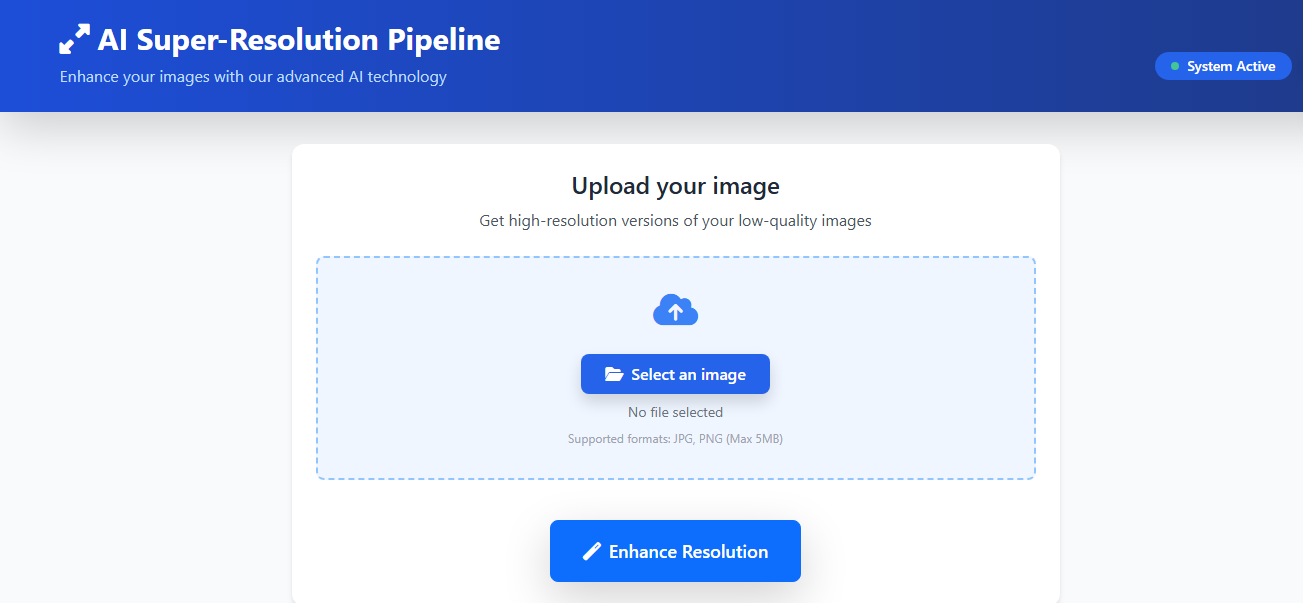 AI Super-Resolution Pipeline
Enhance your images with our advanced AI technology
System Active
Upload your image
Get high-resolution versions of your low-quality images
Select an image
No file selected
Supported formats: JPG, PNG (Max 5MB)
Enhance Resolution